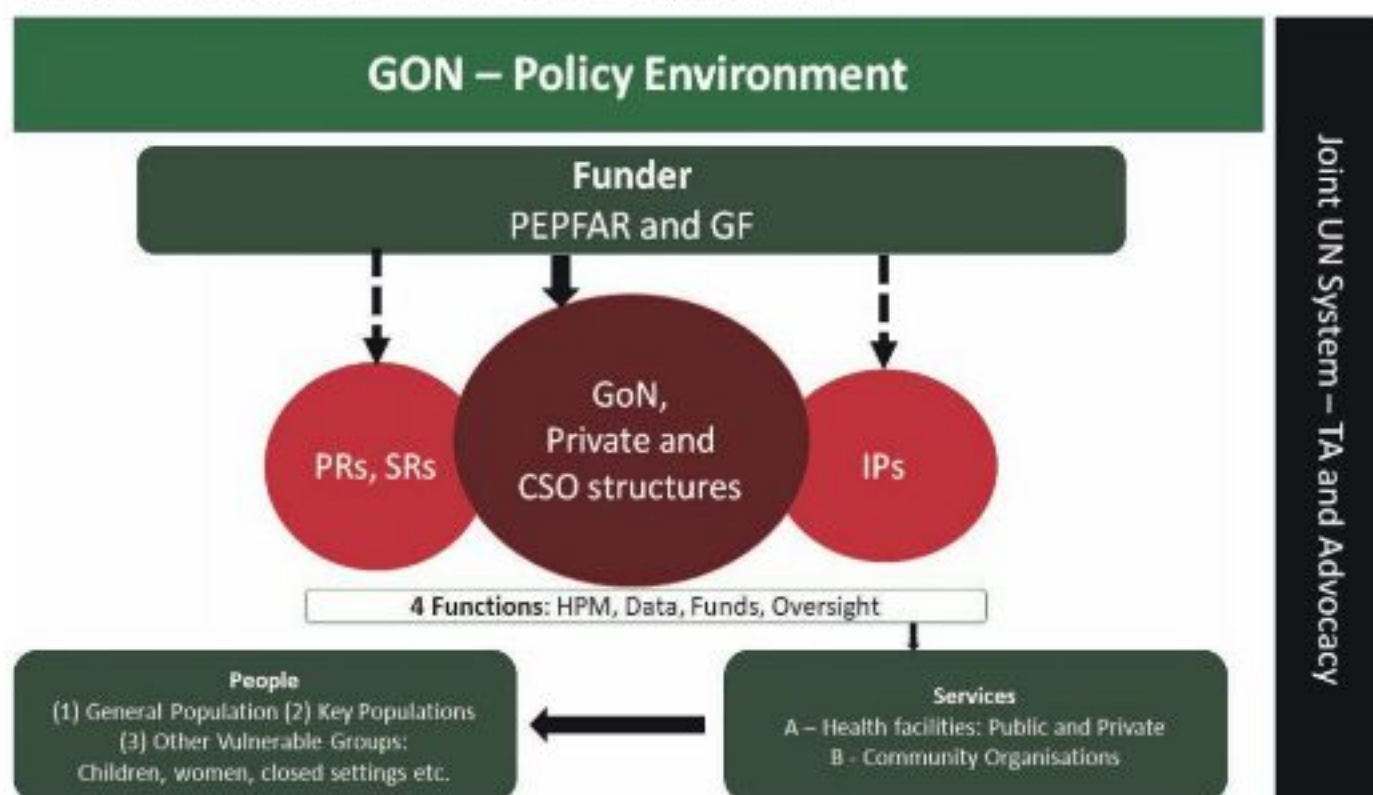 GON – Policy Environment
Funder
PEPFAR and GF
PRs, SRs
GoN,
Private and
CSO structures
IPs
4 Functions: HPM, Data, Funds, Oversight
People
(1) General Population (2) Key Populations
(3) Other Vulnerable Groups:
Children, women, closed settings etc.
Services
A – Health facilities: Public and Private
B - Community Organisations
Joint UN System – TA and Advocacy